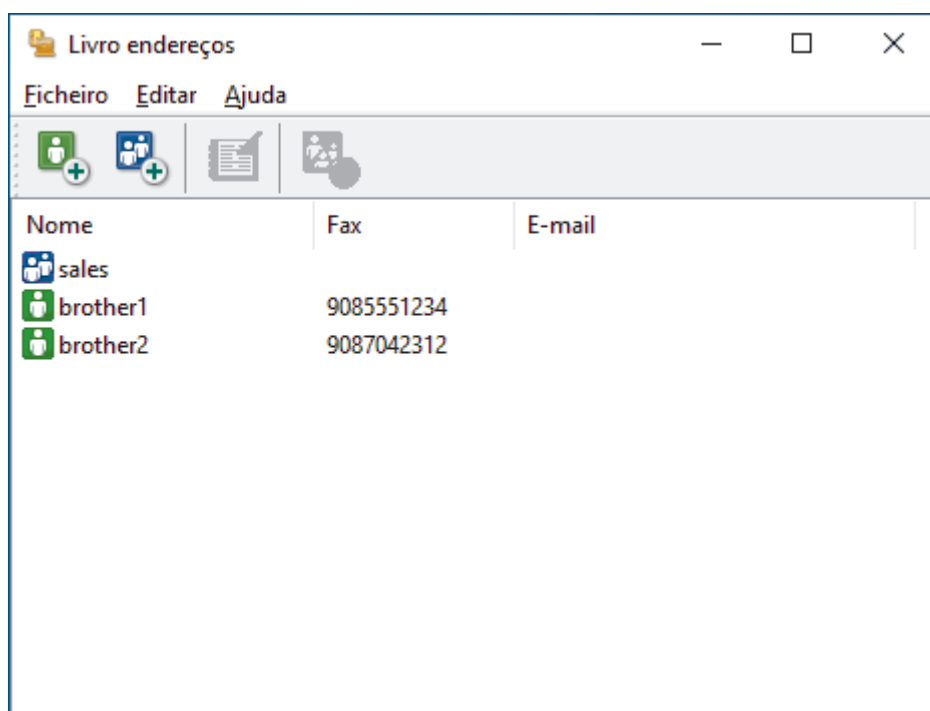 Livro endereços
Ficheiro Editar Ajuda
Nome Fax E-mail
sales
brother1 9085551234
brother2 9087042312